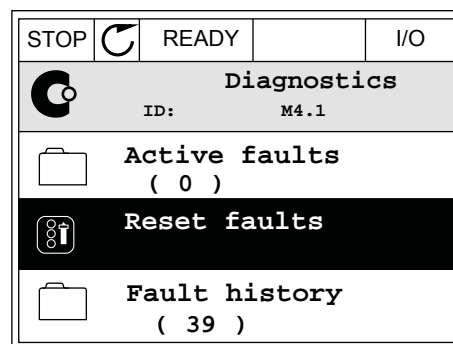 STOP READY I/O
Diagnostics
ID: M4.1
Active faults
( 0 )
Reset faults
Fault history
( 39 )